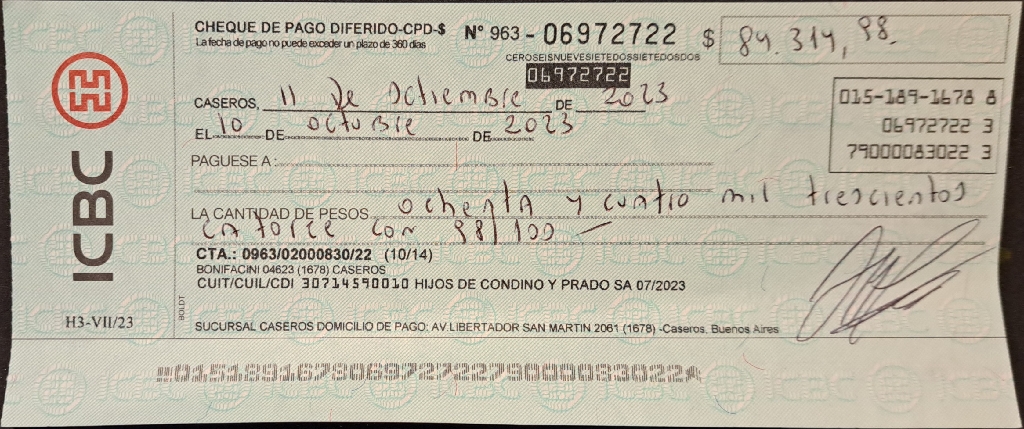 CHEQUE DE PAGO DIFERIDO-CPD-$ N° 963 - 06972722 $ 84.314,98.
La fecha de pago no puede exceder un plazo de 360 días
CEROSEISNUEVESIETEDOSSIETEDOSDOS
06972722
CASEROS, 11 De Setiembre DE 2023
EL 10 DE octubre DE 2023
015-189-1678 8
06972722 3
79000083022 3
PAGUESE A :
LA CANTIDAD DE PESOS ochenta y cuatro mil trescientos
catorce con 98/100 —
CTA.: 0963/02000830/22 (10/14)
BONIFACINI 04623 (1678) CASEROS
CUIT/CUIL/CDI 30714590010 HIJOS DE CONDINO Y PRADO SA 07/2023
SUCURSAL CASEROS DOMICILIO DE PAGO: AV.LIBERTADOR SAN MARTIN 2061 (1678) -Caseros, Buenos Aires
ICBC
H3-VII/23
BOLDT
01518916780697272279000083022